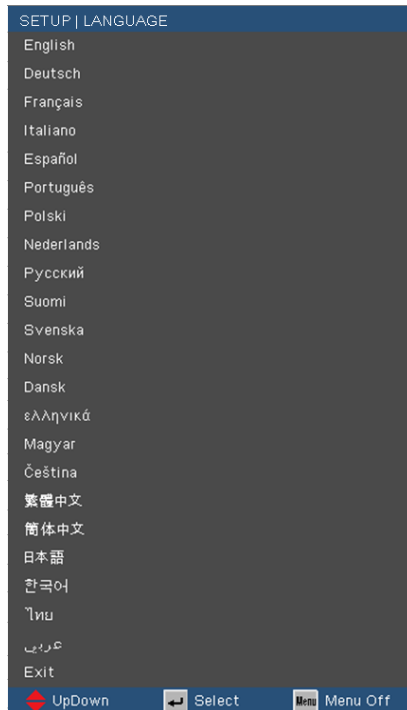 SETUP | LANGUAGE
English
Deutsch
Français
Italiano
Español
Português
Polski
Nederlands
Русский
Suomi
Svenska
Norsk
Dansk
ελληνικά
Magyar
Čeština
繁體中文
简体中文
日本語
한국어
ไทย
عربي
Exit
UpDown Select Menu Menu Off